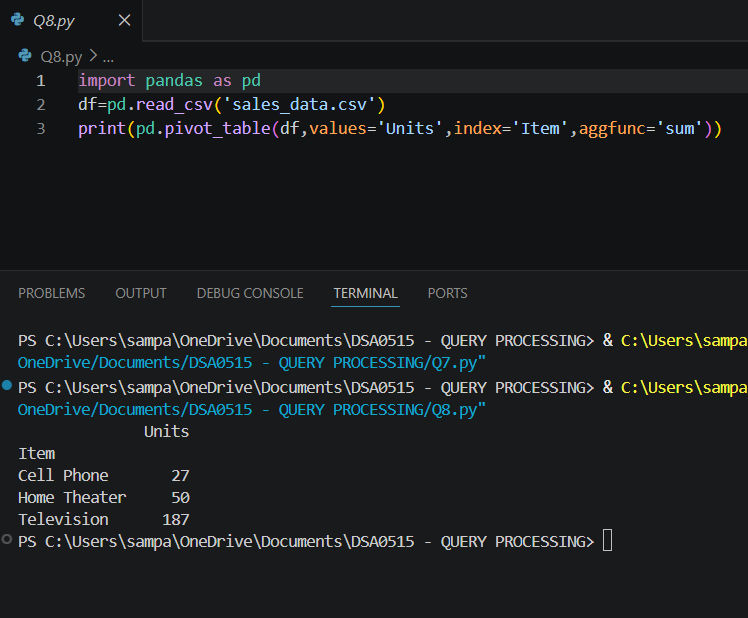 Q8.py
Q8.py > ...
1 import pandas as pd
2 df=pd.read_csv('sales_data.csv')
3 print(pd.pivot_table(df,values='Units',index='Item',aggfunc='sum'))
PROBLEMS OUTPUT DEBUG CONSOLE TERMINAL PORTS
PS C:\Users\sampa\OneDrive\Documents\DSA0515 - QUERY PROCESSING> & C:\Users\sampa
OneDrive/Documents/DSA0515 - QUERY PROCESSING/Q7.py"
PS C:\Users\sampa\OneDrive\Documents\DSA0515 - QUERY PROCESSING> & C:\Users\sampa
OneDrive/Documents/DSA0515 - QUERY PROCESSING/Q8.py"
Units
Item
Cell Phone 27
Home Theater 50
Television 187
PS C:\Users\sampa\OneDrive\Documents\DSA0515 - QUERY PROCESSING>